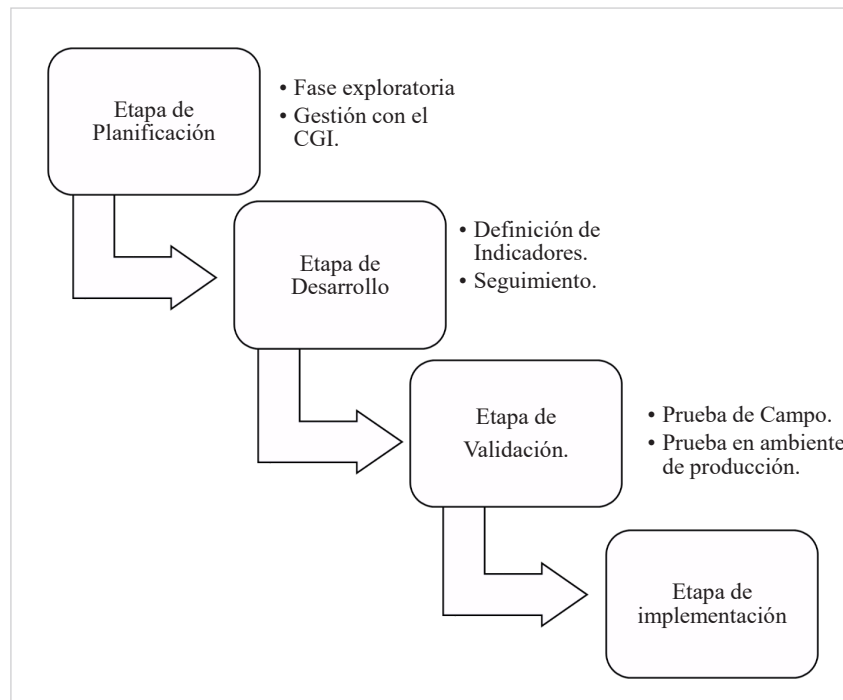 Etapa de
Planificación
• Fase exploratoria
• Gestión con el
CGI.
Etapa de
Desarrollo
• Definición de
Indicadores.
• Seguimiento.
Etapa de
Validación.
• Prueba de Campo.
• Prueba en ambiente
de producción.
Etapa de
implementación